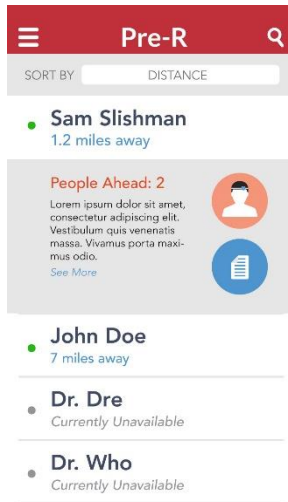 Pre-R
SORT BY DISTANCE
Sam Slishman
1.2 miles away
People Ahead: 2
Lorem ipsum dolor sit amet,
consectetur adipiscing elit.
Vestibulum quis venenatis
massa. Vivamus porta maxi-
mus odio.
See More
John Doe
7 miles away
Dr. Dre
Currently Unavailable
Dr. Who
Currently Unavailable